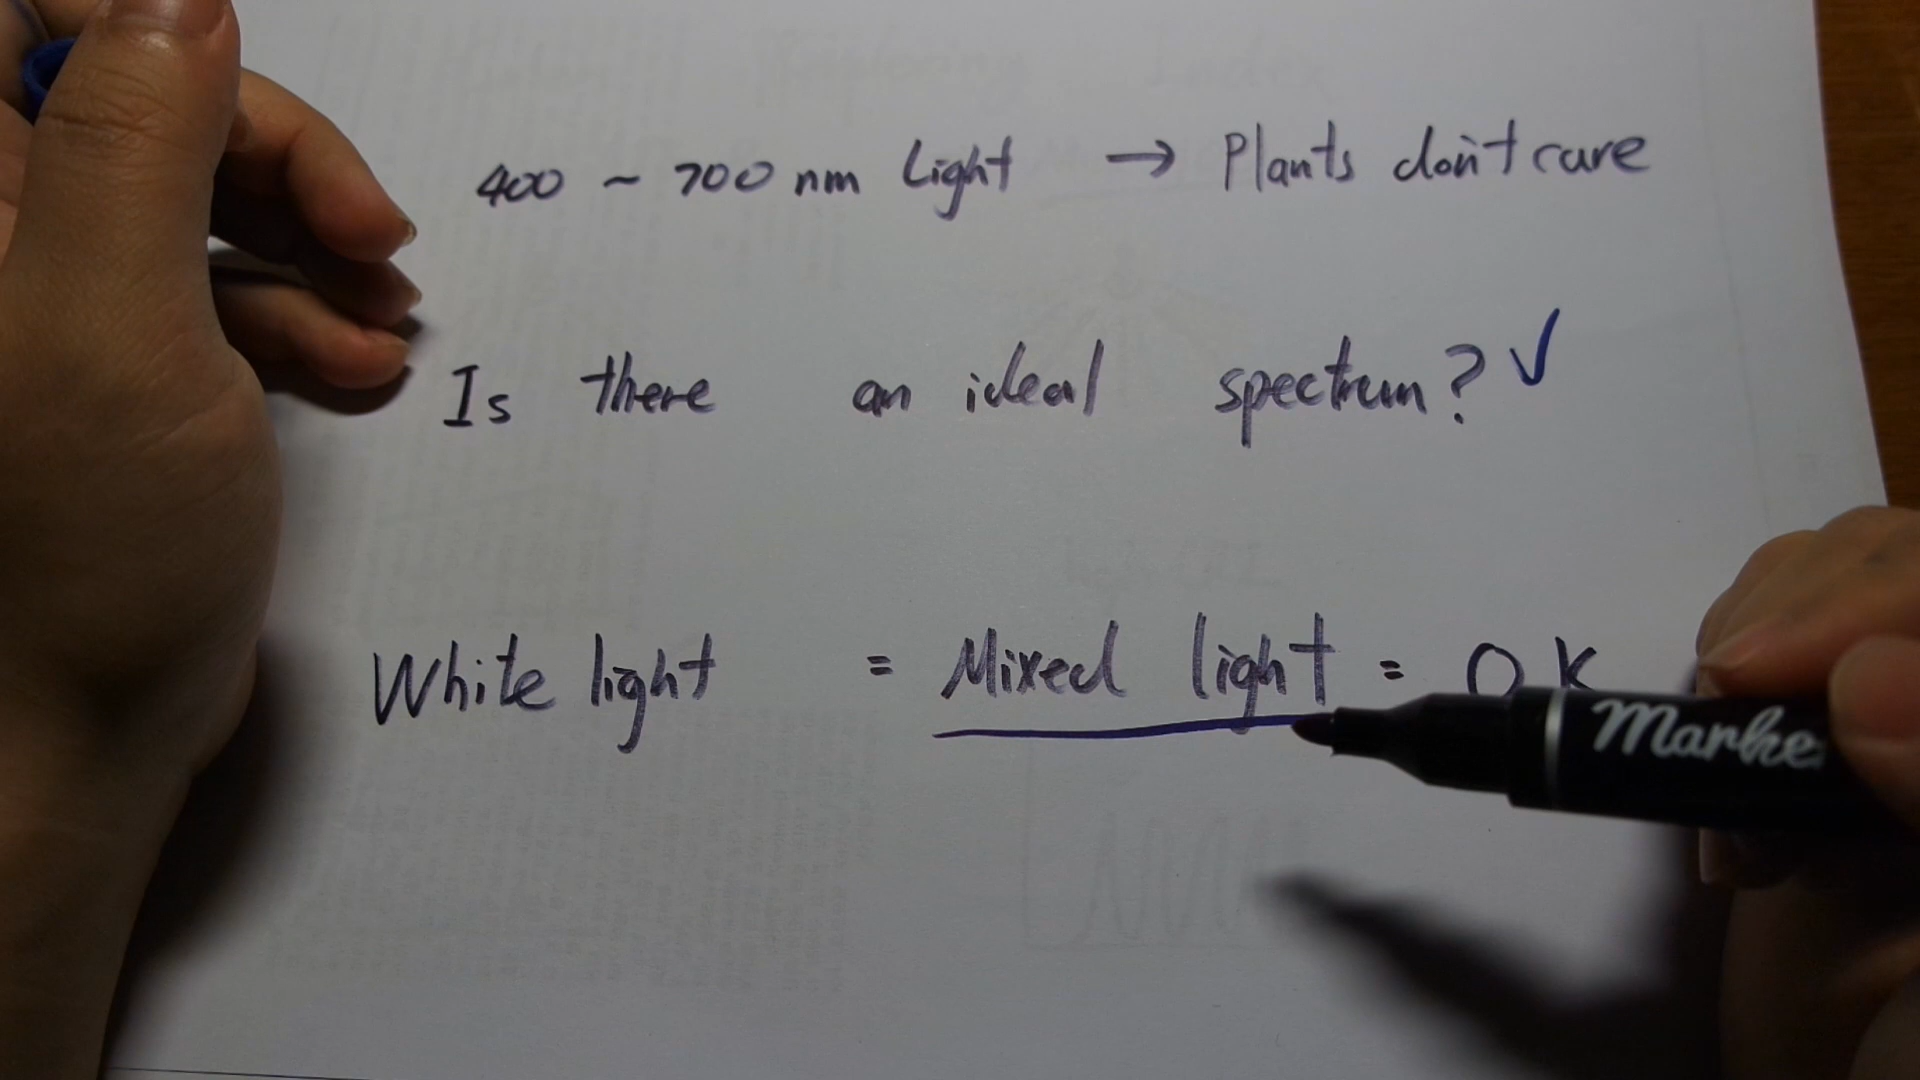 400 ~ 700 nm Light → Plants don't care
Is there an ideal spectrum? ✓
White light = Mixed light = OK
Marke